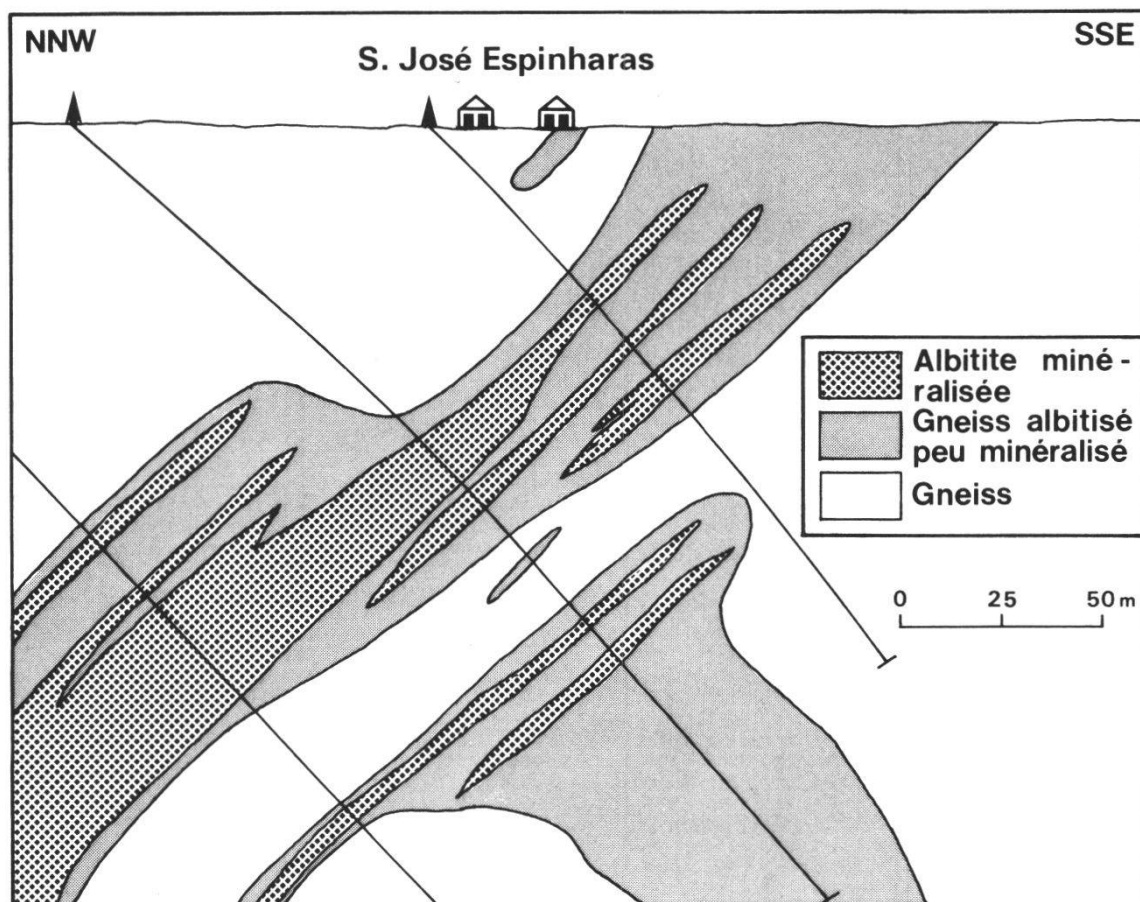 NNW
SSE
S. José Espinharas
Albitite miné-
ralisée
Gneiss albitisé
peu minéralisé
Gneiss
0 25 50 m